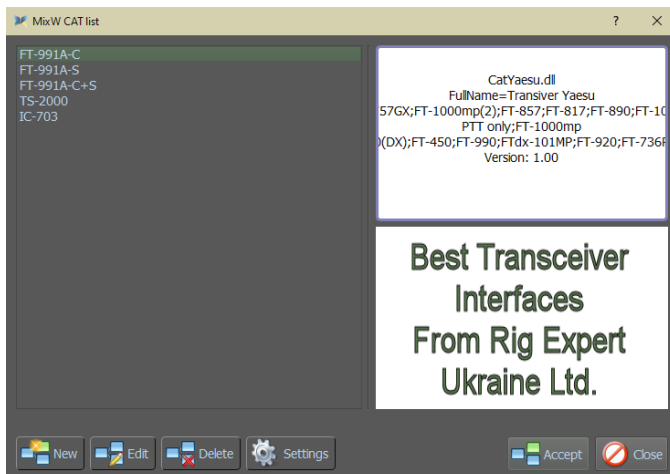 MixW CAT list
?
FT-991A-C
FT-991A-S
FT-991A-C+S
TS-2000
IC-703
CatYaesu.dll
FullName=Transiver Yaesu
57GX;FT-1000mp(2);FT-857;FT-817;FT-890;FT-10
PTT only;FT-1000mp
)(DX);FT-450;FT-990;FTdx-101MP;FT-920;FT-736R
Version: 1.00
Best Transceiver
Interfaces
From Rig Expert
Ukraine Ltd.
New Edit Delete Settings Accept Close